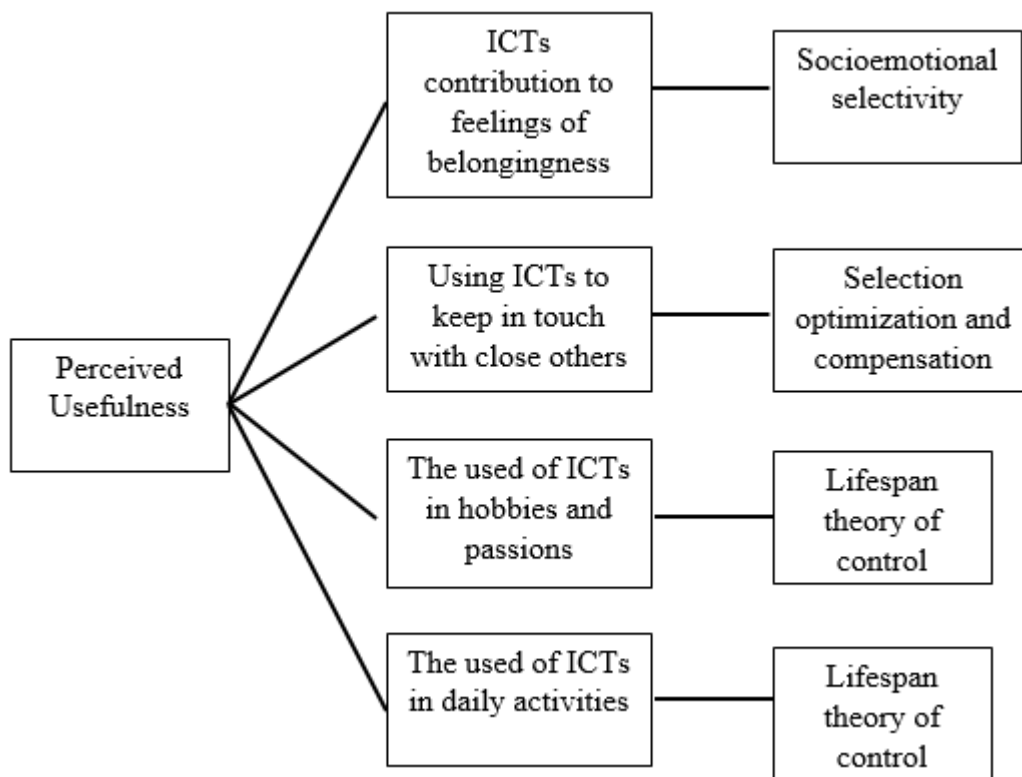 ICTs
contribution to
feelings of
belongingness
Socioemotional
selectivity
Using ICTs to
keep in touch
with close others
Selection
optimization and
compensation
Perceived
Usefulness
The used of ICTs
in hobbies and
passions
Lifespan
theory of
control
The used of ICTs
in daily activities
Lifespan
theory of
control